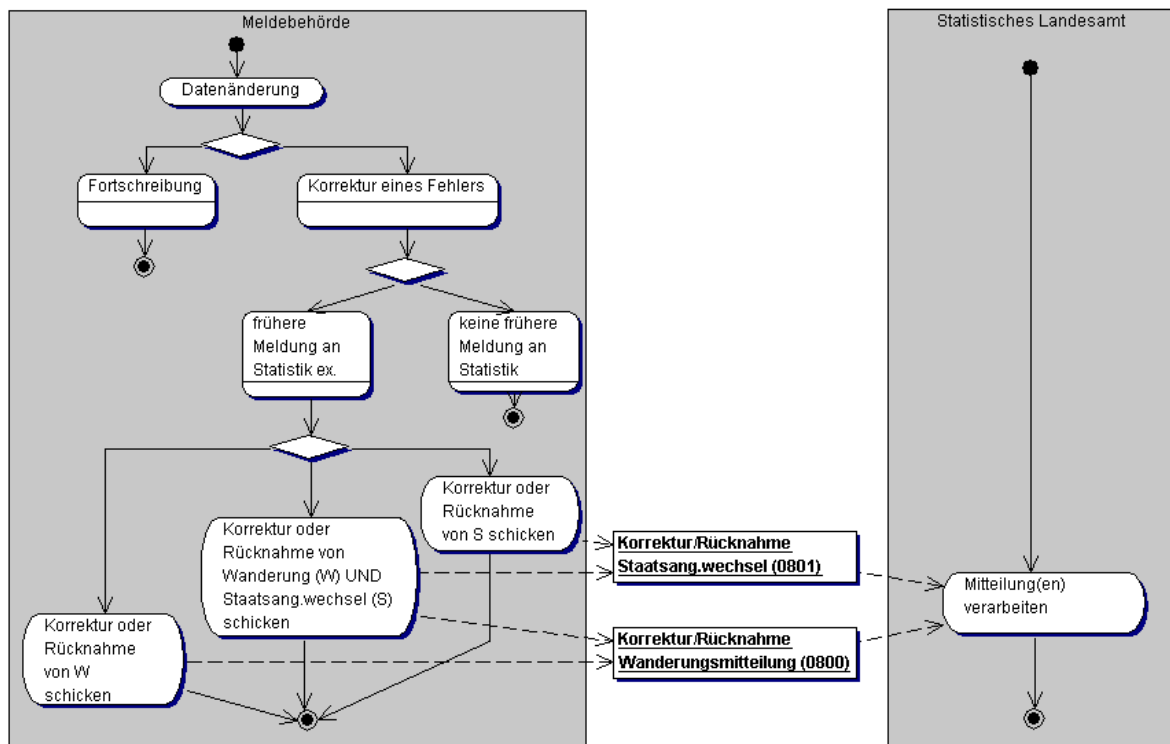 Meldebehörde
Statistisches Landesamt
Datenänderung
Fortschreibung
Korrektur eines Fehlers
frühere
Meldung an
Statistik ex.
keine frühere
Meldung an
Statistik
Korrektur oder
Rücknahme
von S schicken
Korrektur oder
Rücknahme von
Wanderung (W) UND
Staatsang.wechsel (S)
schicken
Korrektur oder
Rücknahme
von W
schicken
Korrektur/Rücknahme
Staatsang.wechsel (0801)
Korrektur/Rücknahme
Wanderungsmitteilung (0800)
Mitteilung(en)
verarbeiten